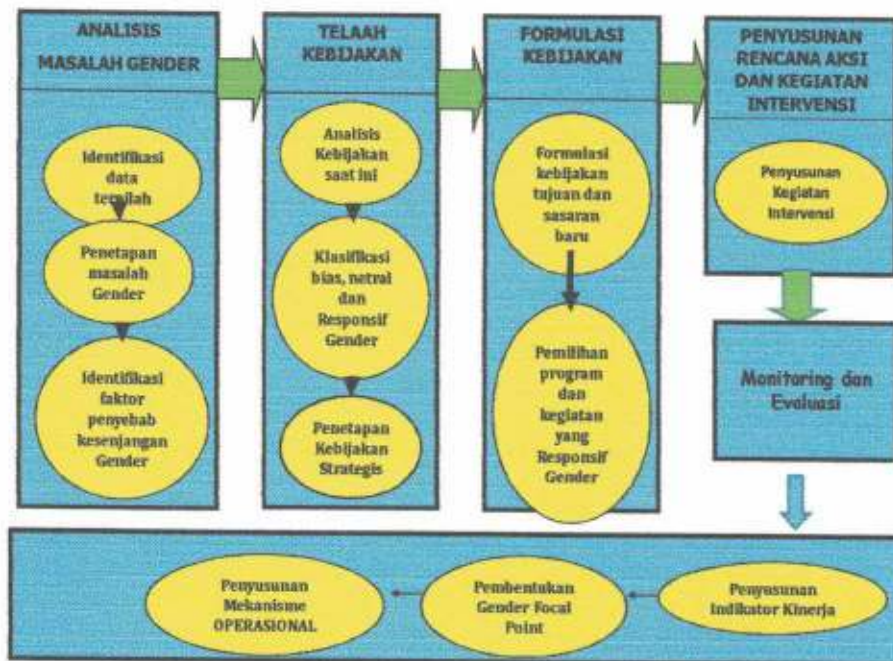 ANALISIS
MASALAH GENDER
Identifikasi
data
terpilah
Penetapan
masalah
Gender
Identifikasi
faktor
penyebab
kesenjangan
Gender
TELAAH
KEBIJAKAN
Analisis
Kebijakan
saat ini
Klasifikasi
bias, netral
dan
Responsif
Gender
Penetapan
Kebijakan
Strategis
FORMULASI
KEBIJAKAN
Formulasi
kebijakan
tujuan dan
sasaran
baru
Pemilihan
program
dan
kegiatan
yang
Responsif
Gender
PENYUSUNAN
RENCANA AKSI
DAN KEGIATAN
INTERVENSI
Penyusunan
Kegiatan
Intervensi
Monitoring dan
Evaluasi
Penyusunan
Indikator Kinerja
Pembentukan
Gender Focal
Point
Penyusunan
Mekanisme
OPERASIONAL